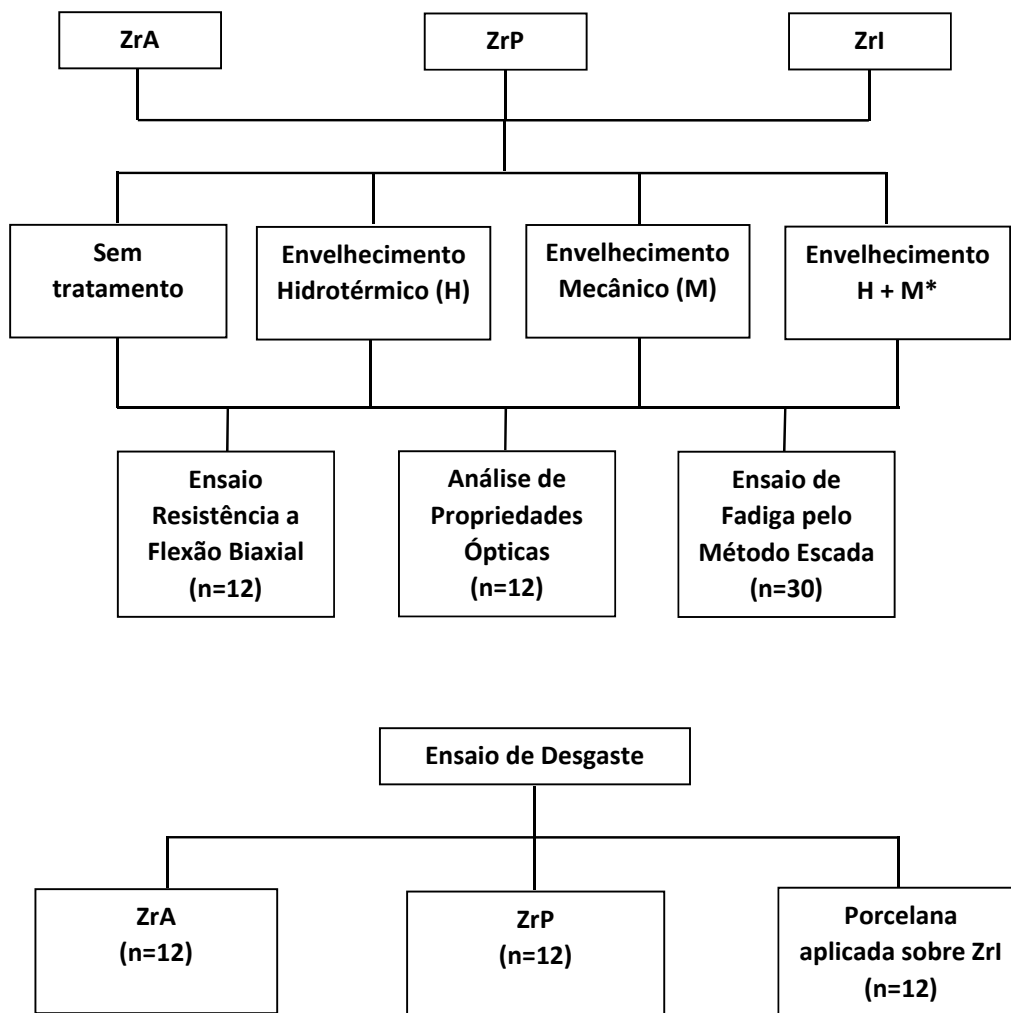 ZrA
ZrP
ZrI
Sem
tratamento
Envelhecimento
Hidrotérmico (H)
Envelhecimento
Mecânico (M)
Envelhecimento
H + M*
Ensaio
Resistência a
Flexão Biaxial
(n=12)
Análise de
Propriedades
Ópticas
(n=12)
Ensaio de
Fadiga pelo
Método Escada
(n=30)
Ensaio de Desgaste
ZrA
(n=12)
ZrP
(n=12)
Porcelana
aplicada sobre ZrI
(n=12)